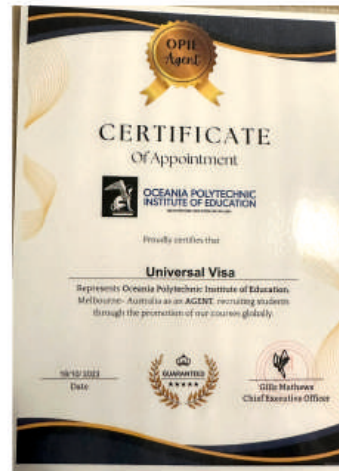 OPIE
Agent
CERTIFICATE
Of Appointment
OCEANIA POLYTECHNIC
INSTITUTE OF EDUCATION
Proudly certifies that
Universal Visa
Represents Oceania Polytechnic Institute of Education,
Melbourne- Australia as an AGENT, recruiting students
through the promotion of our courses globally.
2023
Date
GUARANTEED
Gills Mathews
Chief Executive Officer